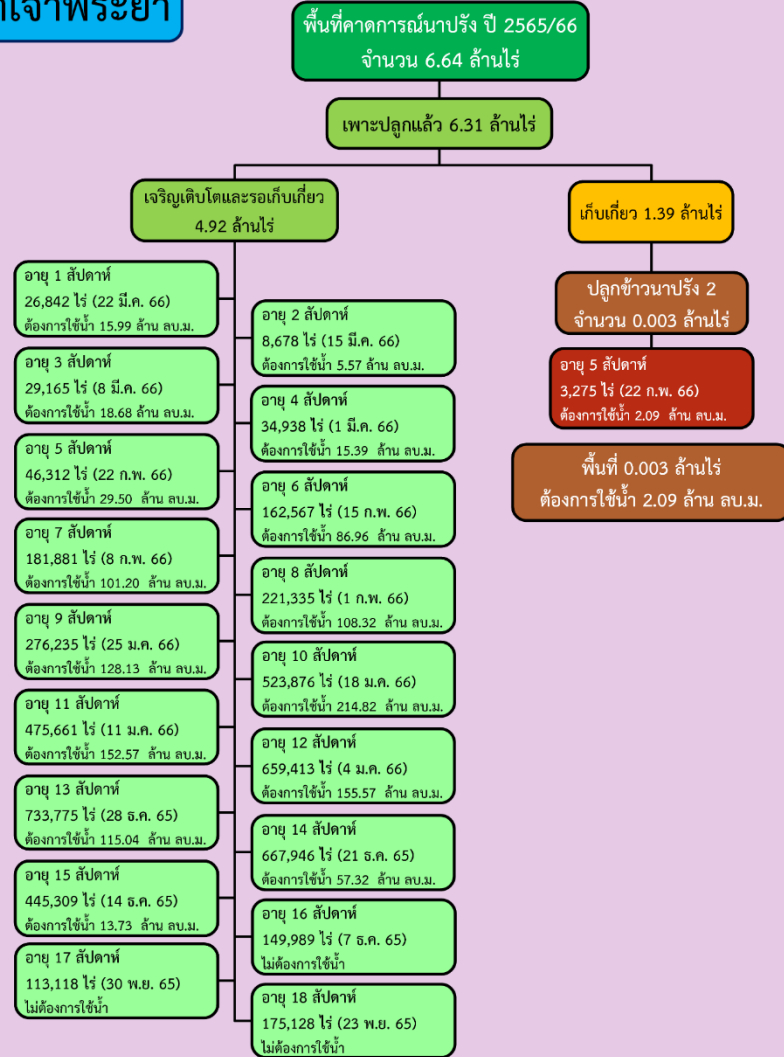 เจ้าพระยา
พื้นที่คาดการณ์นาปรัง ปี 2565/66
จำนวน 6.64 ล้านไร่
เพาะปลูกแล้ว 6.31 ล้านไร่
เจริญเติบโตและรอเก็บเกี่ยว
4.92 ล้านไร่
เก็บเกี่ยว 1.39 ล้านไร่
อายุ 1 สัปดาห์
26,842 ไร่ (22 มี.ค. 66)
ต้องการใช้น้ำ 15.99 ล้าน ลบ.ม.
อายุ 2 สัปดาห์
8,678 ไร่ (15 มี.ค. 66)
ต้องการใช้น้ำ 5.57 ล้าน ลบ.ม.
อายุ 3 สัปดาห์
29,165 ไร่ (8 มี.ค. 66)
ต้องการใช้น้ำ 18.68 ล้าน ลบ.ม.
อายุ 4 สัปดาห์
34,938 ไร่ (1 มี.ค. 66)
ต้องการใช้น้ำ 15.39 ล้าน ลบ.ม.
อายุ 5 สัปดาห์
46,312 ไร่ (22 ก.พ. 66)
ต้องการใช้น้ำ 29.50 ล้าน ลบ.ม.
อายุ 6 สัปดาห์
162,567 ไร่ (15 ก.พ. 66)
ต้องการใช้น้ำ 86.96 ล้าน ลบ.ม.
อายุ 7 สัปดาห์
181,881 ไร่ (8 ก.พ. 66)
ต้องการใช้น้ำ 101.20 ล้าน ลบ.ม.
อายุ 8 สัปดาห์
221,335 ไร่ (1 ก.พ. 66)
ต้องการใช้น้ำ 108.32 ล้าน ลบ.ม.
อายุ 9 สัปดาห์
276,235 ไร่ (25 ม.ค. 66)
ต้องการใช้น้ำ 128.13 ล้าน ลบ.ม.
อายุ 10 สัปดาห์
523,876 ไร่ (18 ม.ค. 66)
ต้องการใช้น้ำ 214.82 ล้าน ลบ.ม.
อายุ 11 สัปดาห์
475,661 ไร่ (11 ม.ค. 66)
ต้องการใช้น้ำ 152.57 ล้าน ลบ.ม.
อายุ 12 สัปดาห์
659,413 ไร่ (4 ม.ค. 66)
ต้องการใช้น้ำ 155.57 ล้าน ลบ.ม.
อายุ 13 สัปดาห์
733,775 ไร่ (28 ธ.ค. 65)
ต้องการใช้น้ำ 115.04 ล้าน ลบ.ม.
อายุ 14 สัปดาห์
667,946 ไร่ (21 ธ.ค. 65)
ต้องการใช้น้ำ 57.32 ล้าน ลบ.ม.
อายุ 15 สัปดาห์
445,309 ไร่ (14 ธ.ค. 65)
ต้องการใช้น้ำ 13.73 ล้าน ลบ.ม.
อายุ 16 สัปดาห์
149,989 ไร่ (7 ธ.ค. 65)
ไม่ต้องการใช้น้ำ
อายุ 17 สัปดาห์
113,118 ไร่ (30 พ.ย. 65)
ไม่ต้องการใช้น้ำ
อายุ 18 สัปดาห์
175,128 ไร่ (23 พ.ย. 65)
ไม่ต้องการใช้น้ำ
ปลูกข้าวนาปรัง 2
จำนวน 0.003 ล้านไร่
อายุ 5 สัปดาห์
3,275 ไร่ (22 ก.พ. 66)
ต้องการใช้น้ำ 2.09 ล้าน ลบ.ม.
พื้นที่ 0.003 ล้านไร่
ต้องการใช้น้ำ 2.09 ล้าน ลบ.ม.